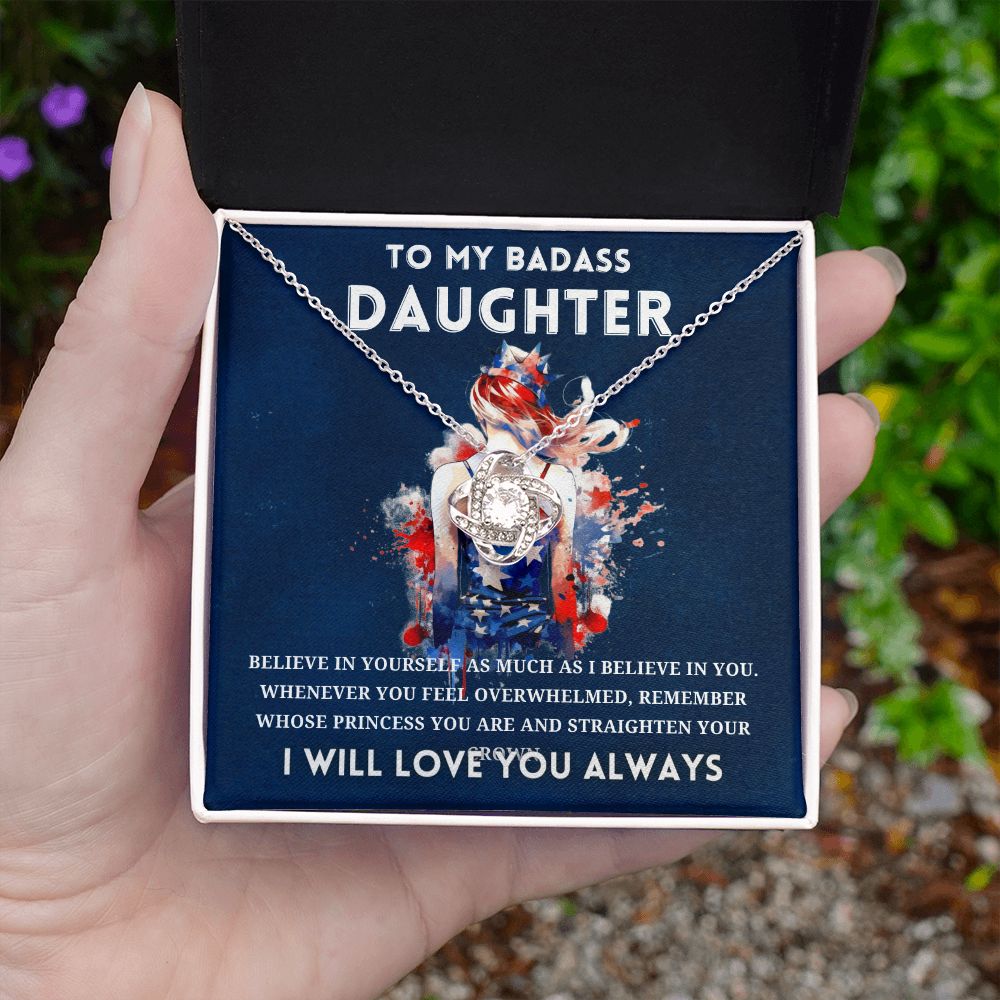 TO MY BADASS
DAUGHTER
BELIEVE IN YOURSELF AS MUCH AS I BELIEVE IN YOU.
WHENEVER YOU FEEL OVERWHELMED, REMEMBER
WHOSE PRINCESS YOU ARE AND STRAIGHTEN YOUR
CROWN
I WILL LOVE YOU ALWAYS